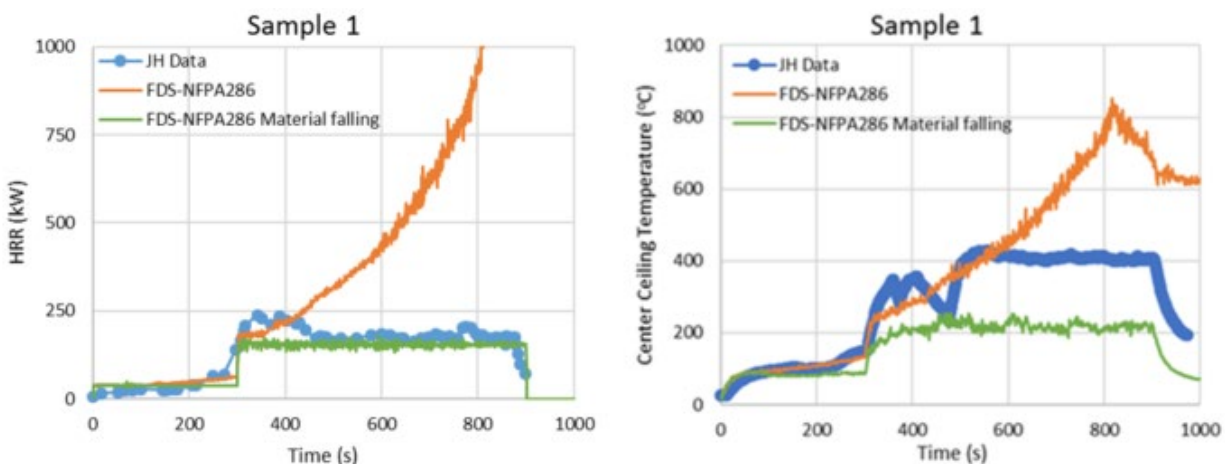 Sample 1
1000
750
500
250
0
HRR (kW)
JH Data
FDS-NFPA286
FDS-NFPA286 Material falling
0 200 400 600 800 1000
Time (s)
Sample 1
1000
800
600
400
200
0
Center Ceiling Temperature (°C)
JH Data
FDS-NFPA286
FDS-NFPA286 Material falling
0 200 400 600 800 1000
Time (s)